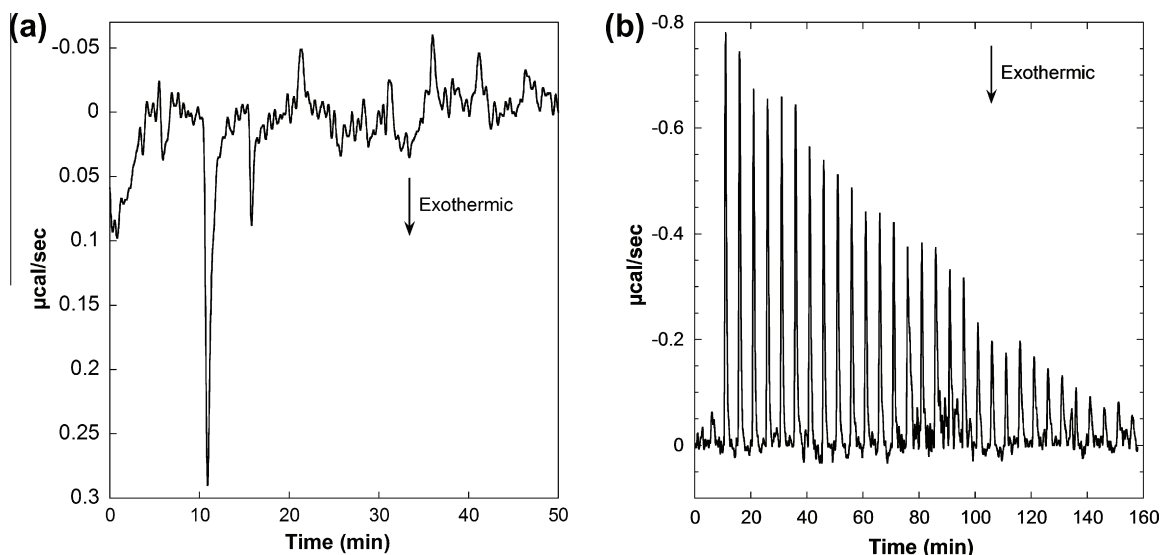 (a)
-0.05
0
0.05
0.1
0.15
0.2
0.25
0.3
µcal/sec
Exothermic
0 10 20 30 40 50
Time (min)
(b)
-0.8
-0.6
-0.4
-0.2
0
µcal/sec
Exothermic
0 20 40 60 80 100 120 140 160
Time (min)